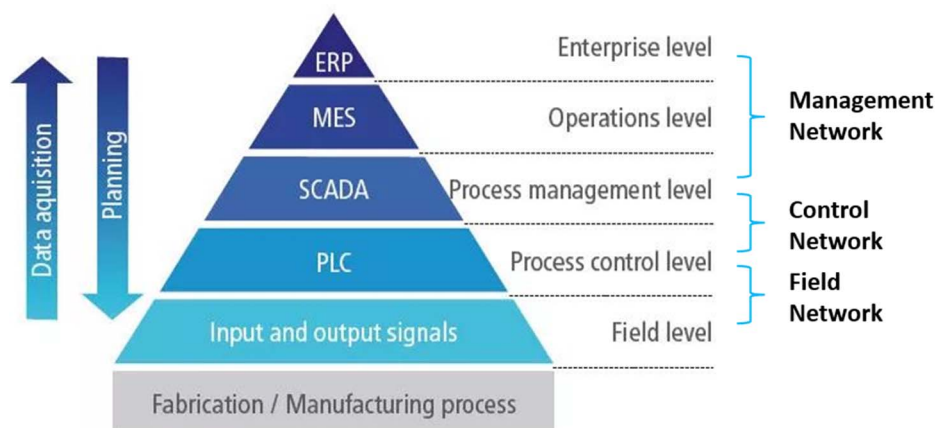 Data aquisition
Planning
ERP
MES
SCADA
PLC
Input and output signals
Fabrication / Manufacturing process
Enterprise level
Operations level
Process management level
Process control level
Field level
Management
Network
Control
Network
Field
Network